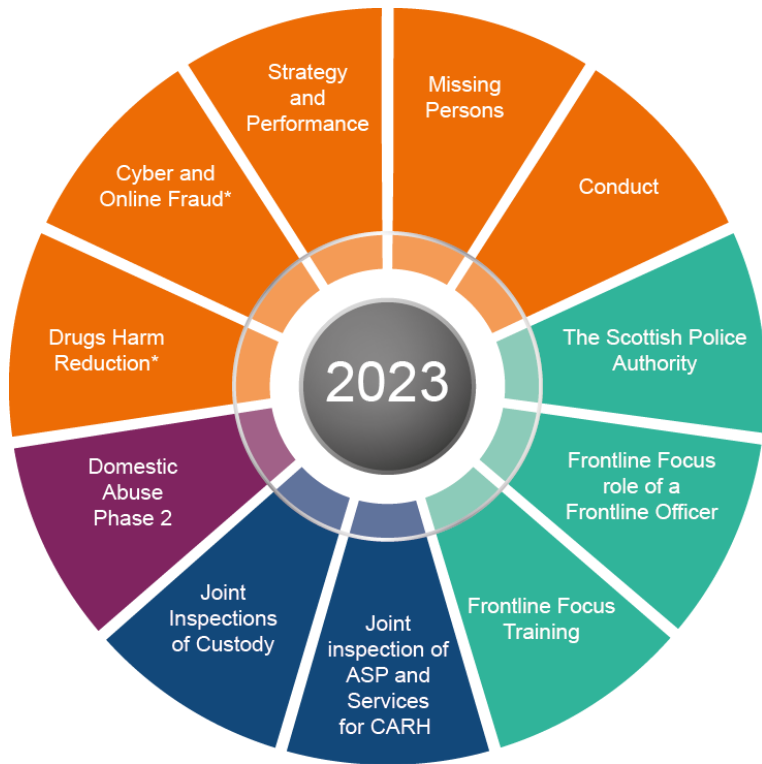 Strategy
and
Performance
Missing
Persons
Conduct
The Scottish Police
Authority
Frontline Focus
role of a
Frontline Officer
Frontline Focus
Training
Joint
inspection of
ASP and
Services
for CARH
Joint
Inspections
of Custody
Domestic
Abuse
Phase 2
Drugs Harm
Reduction*
Cyber and
Online Fraud*
2023